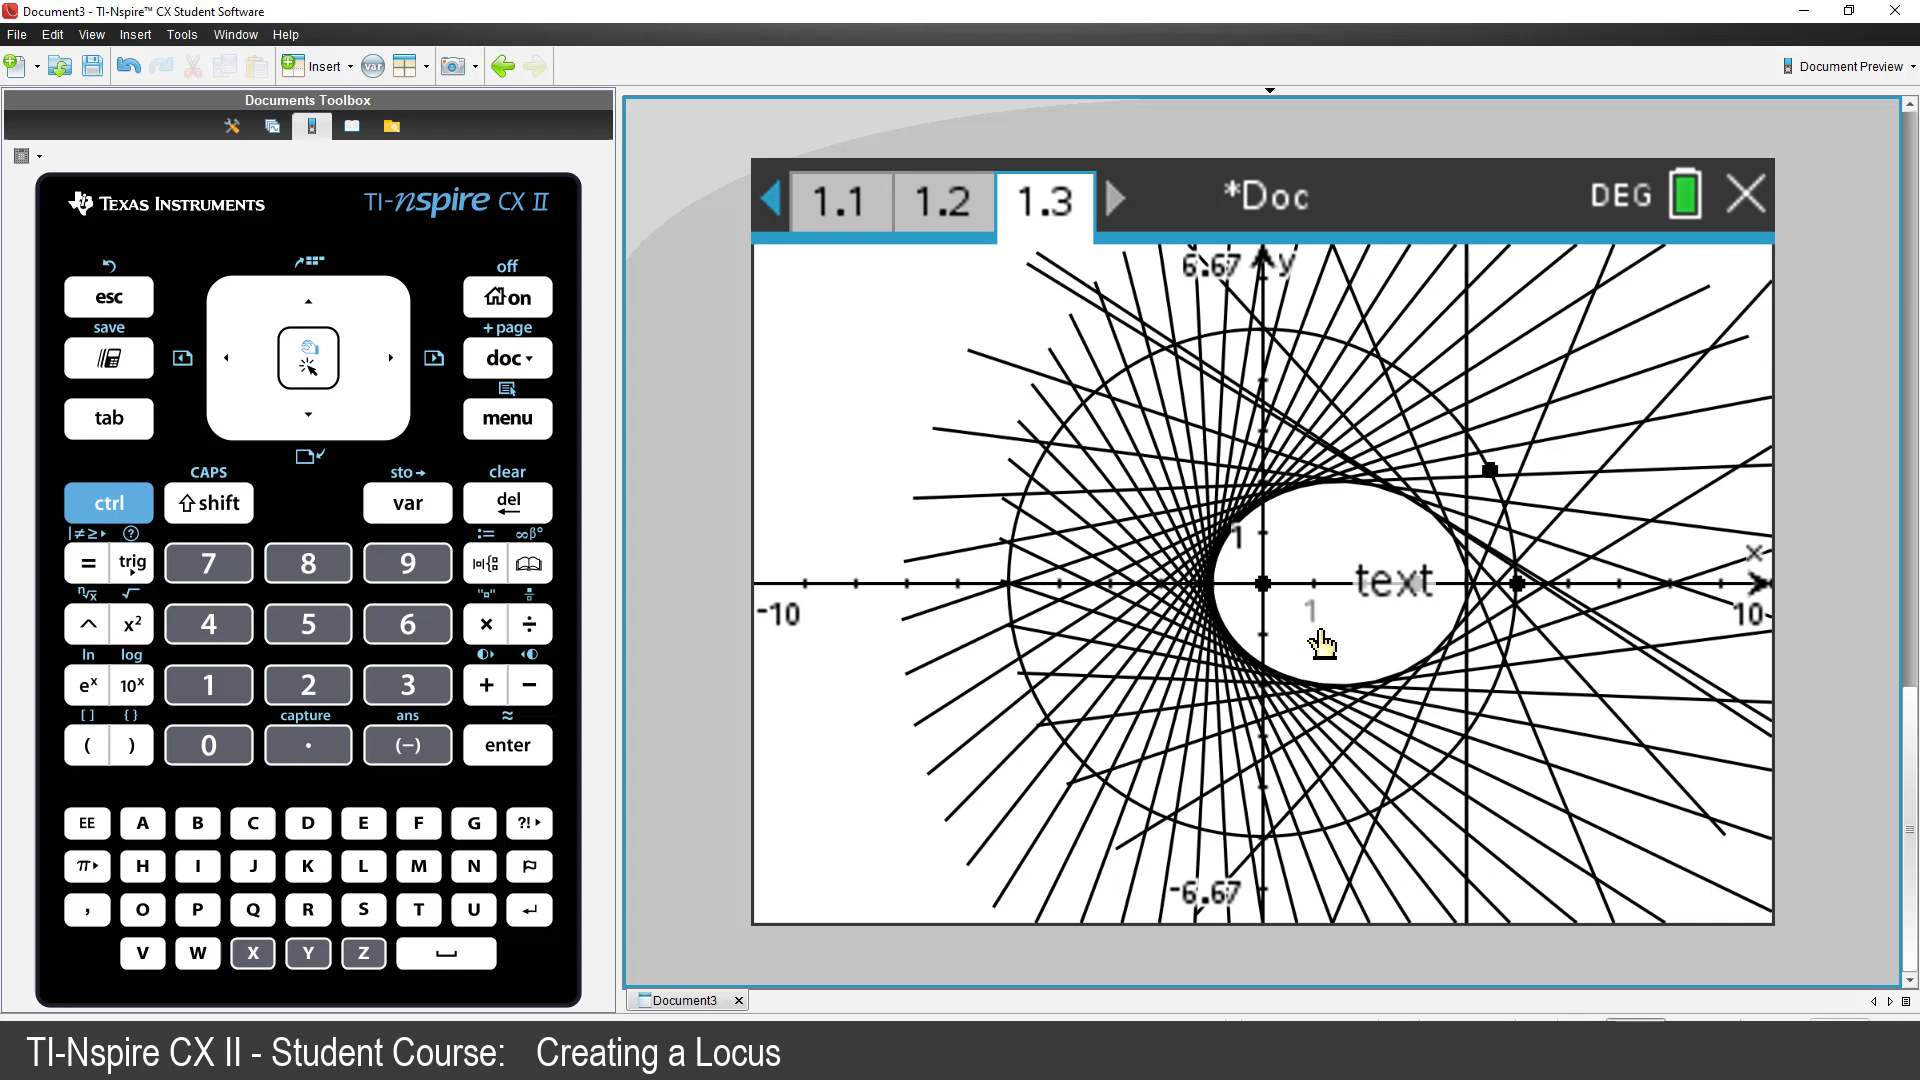 Document3 - TI-Nspire™ CX Student Software
File Edit View Insert Tools Window Help
Insert var Document Preview
Documents Toolbox
TEXAS INSTRUMENTS TI-nspire CX II
off
esc on
save + page
doc
tab menu
CAPS sto→ clear
ctrl shift var del
|≠≥▸ ? := ∞β°
= trig 7 8 9
ⁿ√x √ "□"
^ x² 4 5 6 × ÷
ln log
eˣ 10ˣ 1 2 3 + −
[ ] { } capture ans ≈
( ) 0 . (−) enter
EE A B C D E F G ?!▸
π▸ H I J K L M N
, O P Q R S T U
V W X Y Z
1.1 1.2 1.3 *Doc DEG
6.67 y
1
x
text
-10 1 10
-6.67
Document3
TI-Nspire CX II - Student Course: Creating a Locus